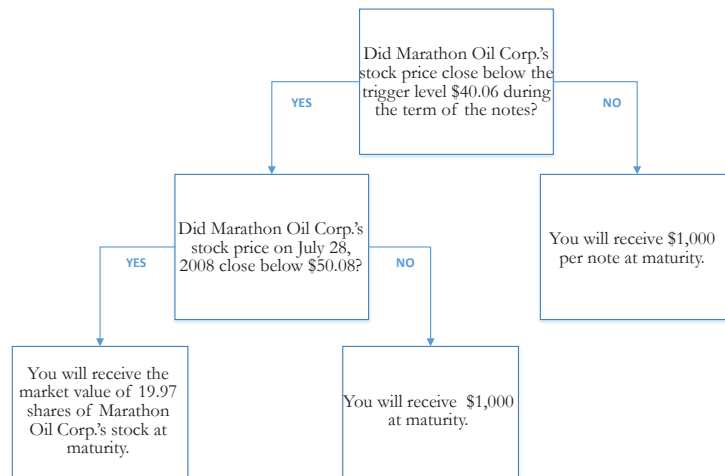 Did Marathon Oil Corp.'s
stock price close below the
trigger level $40.06 during
the term of the notes?
YES
NO
Did Marathon Oil Corp.'s
stock price on July 28,
2008 close below $50.08?
You will receive $1,000
per note at maturity.
YES
NO
You will receive the
market value of 19.97
shares of Marathon
Oil Corp.'s stock at
maturity.
You will receive $1,000
at maturity.